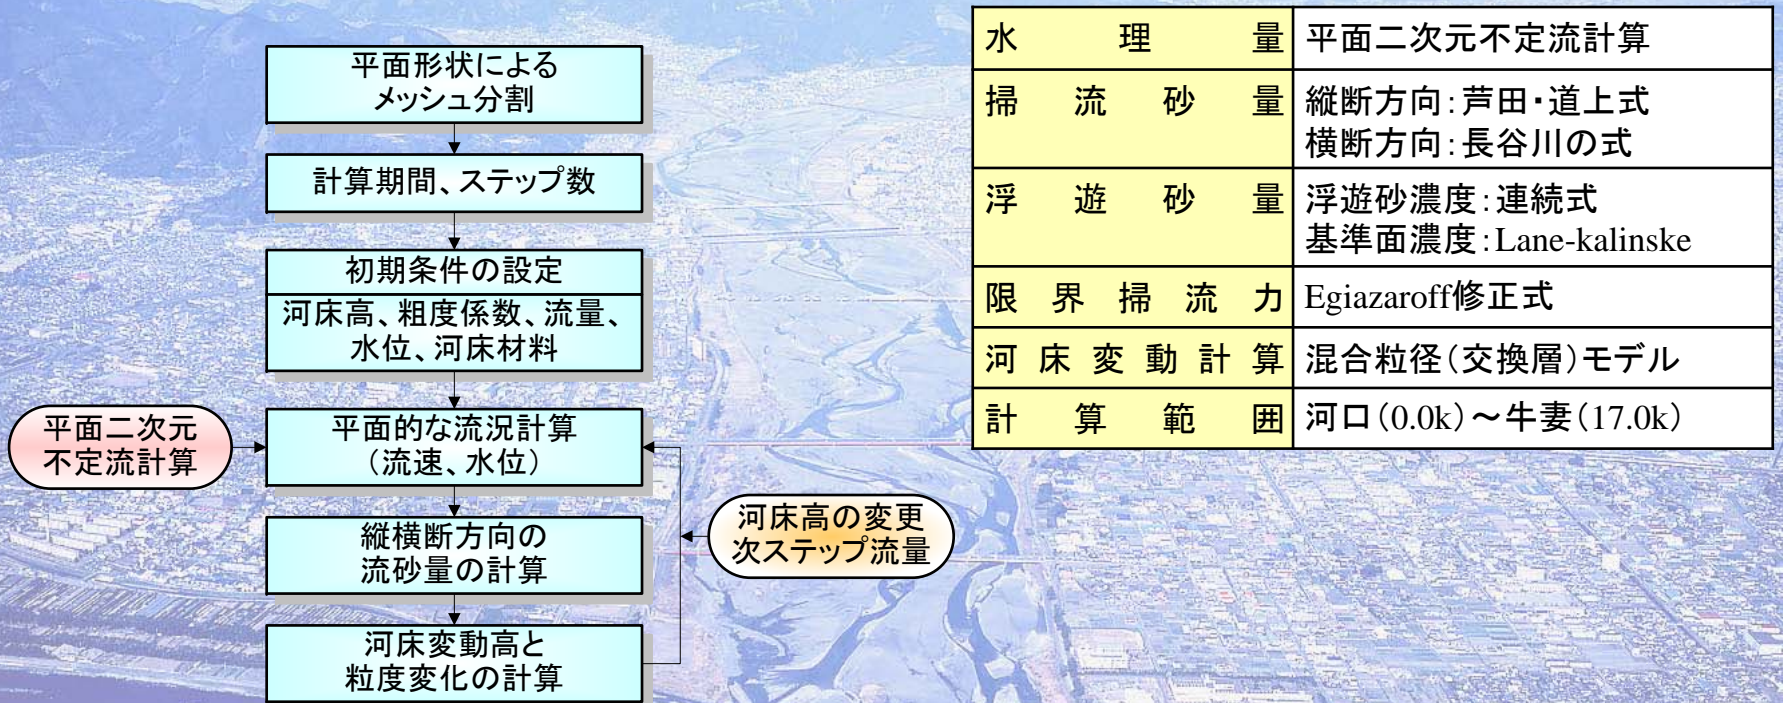 平面形状による
メッシュ分割
計算期間、ステップ数
初期条件の設定
河床高、粗度係数、流量、
水位、河床材料
平面二次元
不定流計算
平面的な流況計算
（流速、水位）
縦横断方向の
流砂量の計算
河床高の変更
次ステップ流量
河床変動高と
粒度変化の計算
水理量 平面二次元不定流計算
掃流砂量 縦断方向：芦田・道上式
横断方向：長谷川の式
浮遊砂量 浮遊砂濃度：連続式
基準面濃度：Lane-kalinske
限界掃流力 Egiazaroff修正式
河床変動計算 混合粒径（交換層）モデル
計算範囲 河口（0.0k）～牛妻（17.0k）